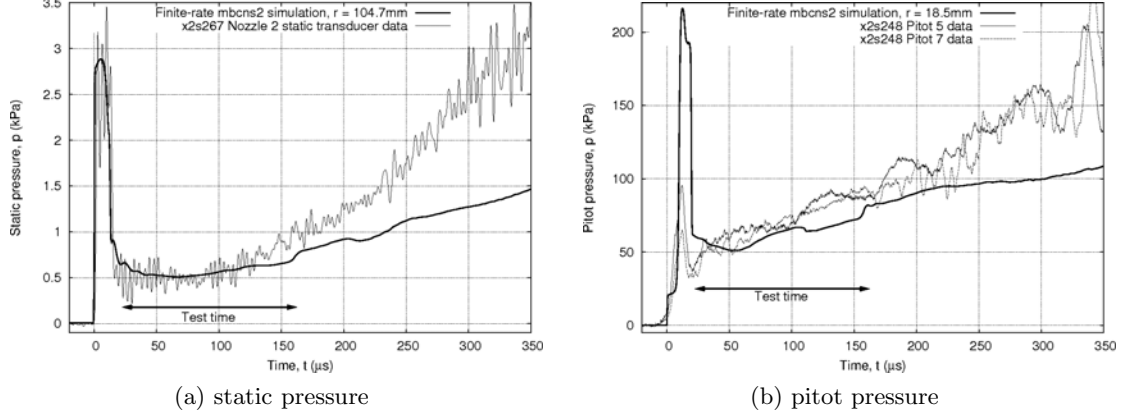 Finite-rate mbcns2 simulation, r = 104.7mm
x2s267 Nozzle 2 static transducer data
3.5
3
2.5
2
1.5
1
0.5
0
Static pressure, p (kPa)
Test time
0 50 100 150 200 250 300 350
Time, t (μs)
(a) static pressure
Finite-rate mbcns2 simulation, r = 18.5mm
x2s248 Pitot 5 data
x2s248 Pitot 7 data
200
150
100
50
0
Pitot pressure, p (kPa)
Test time
0 50 100 150 200 250 300 350
Time, t (μs)
(b) pitot pressure